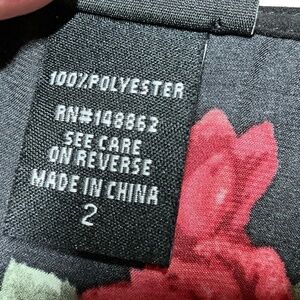 100%POLYESTER
RN#148862
SEE CARE
ON REVERSE
MADE IN CHINA
2